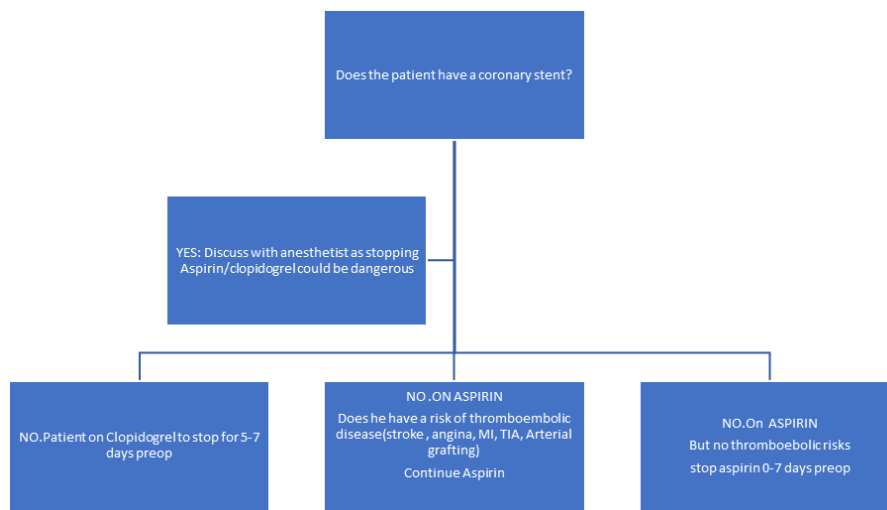 Does the patient have a coronary stent?
YES: Discuss with anesthetist as stopping
Aspirin/clopidogrel could be dangerous
NO.Patient on Clopidogrel to stop for 5-7
days preop
NO .ON ASPIRIN
Does he have a risk of thromboembolic
disease(stroke , angina, MI, TIA, Arterial
grafting)
Continue Aspirin
NO.On ASPIRIN
But no thromboebolic risks
stop aspirin 0-7 days preop